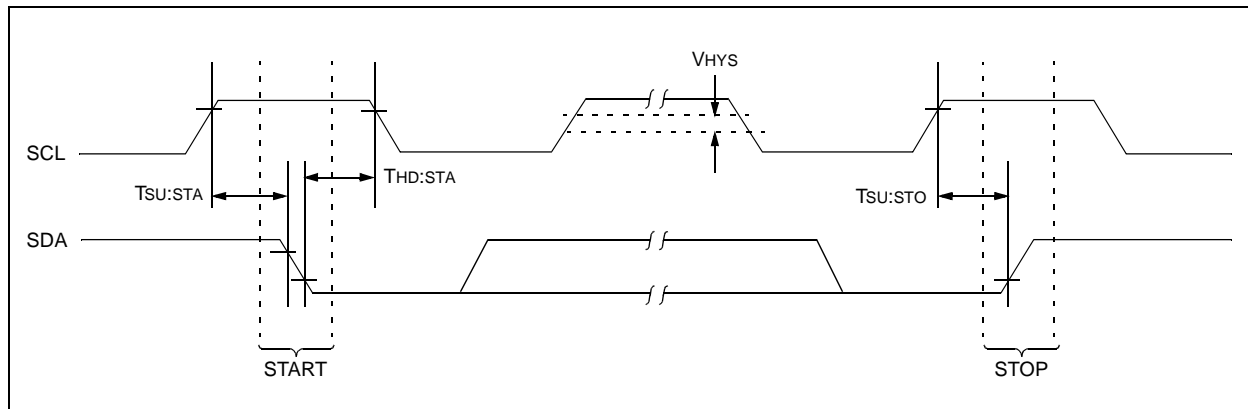 VHYS
SCL
TSU:STA
THD:STA
TSU:STO
SDA
START
STOP